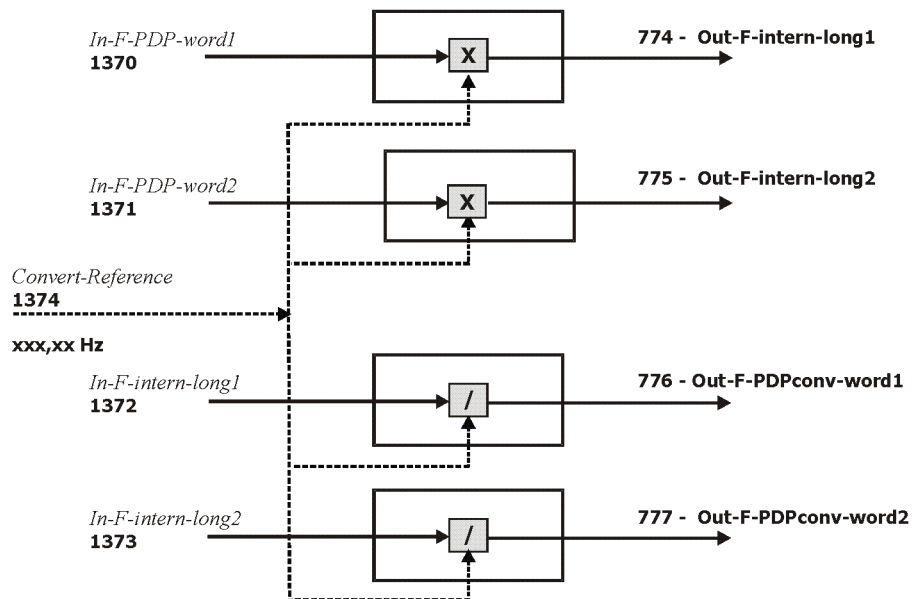 In-F-PDP-word1
1370
X
774 - Out-F-intern-long1
In-F-PDP-word2
1371
X
775 - Out-F-intern-long2
Convert-Reference
1374
xxx,xx Hz
In-F-intern-long1
1372
/
776 - Out-F-PDPconv-word1
In-F-intern-long2
1373
/
777 - Out-F-PDPconv-word2